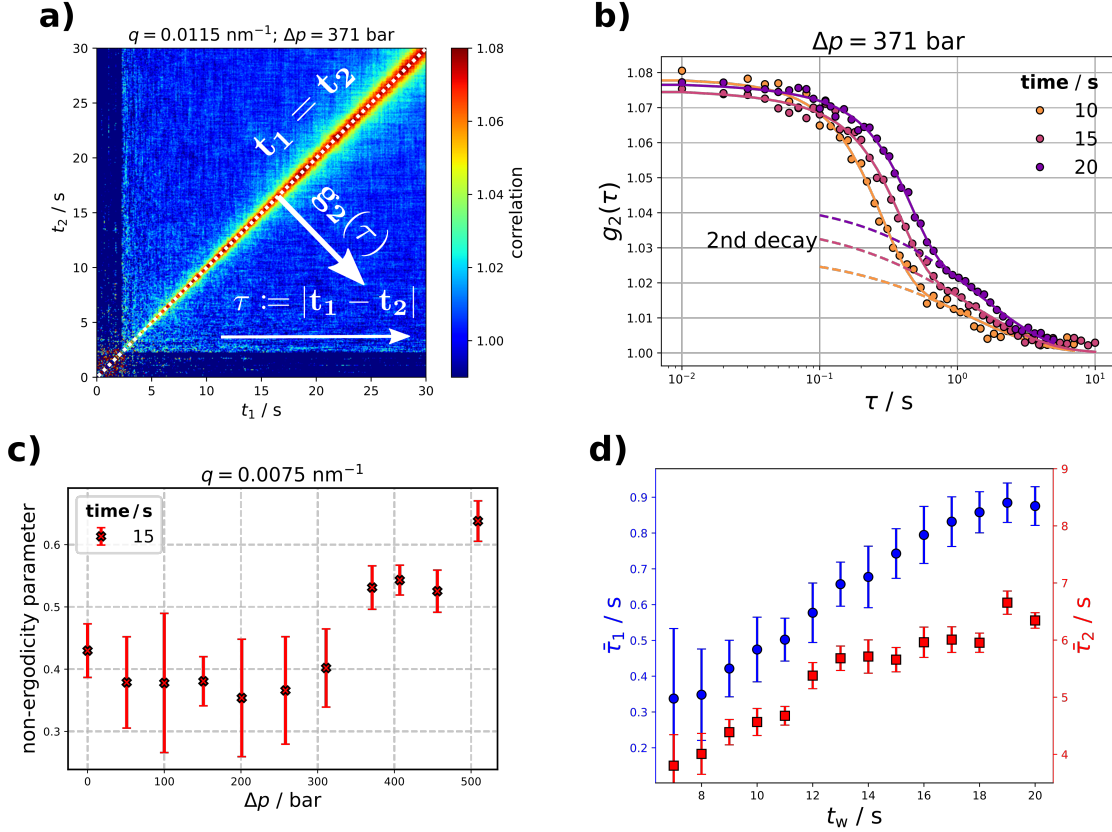 a)
q = 0.0115 nm⁻¹; Δp = 371 bar
30
25
20
15
10
5
0
t₂ / s
0 5 10 15 20 25 30
t₁ / s
t₁ = t₂
g₂(τ)
τ := |t₁ − t₂|
1.08
1.06
1.04
1.02
1.00
correlation
b)
Δp = 371 bar
1.08
1.07
1.06
1.05
1.04
1.03
1.02
1.01
1.00
g₂(τ)
time / s
10
15
20
2nd decay
10⁻² 10⁻¹ 10⁰ 10¹
τ / s
c)
q = 0.0075 nm⁻¹
time / s
15
0.6
0.5
0.4
0.3
non-ergodicity parameter
0 100 200 300 400 500
Δp / bar
d)
0.9
0.8
0.7
0.6
0.5
0.4
0.3
0.2
τ̄₁ / s
9
8
7
6
5
4
τ̄₂ / s
8 10 12 14 16 18 20
t_w / s